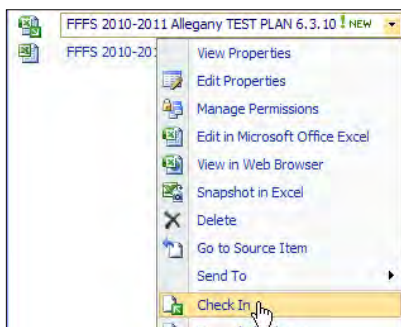 FFFS 2010-2011 Allegany TEST PLAN 6.3.10 ! NEW
FFFS 2010-201
View Properties
Edit Properties
Manage Permissions
Edit in Microsoft Office Excel
View in Web Browser
Snapshot in Excel
Delete
Go to Source Item
Send To
Check In